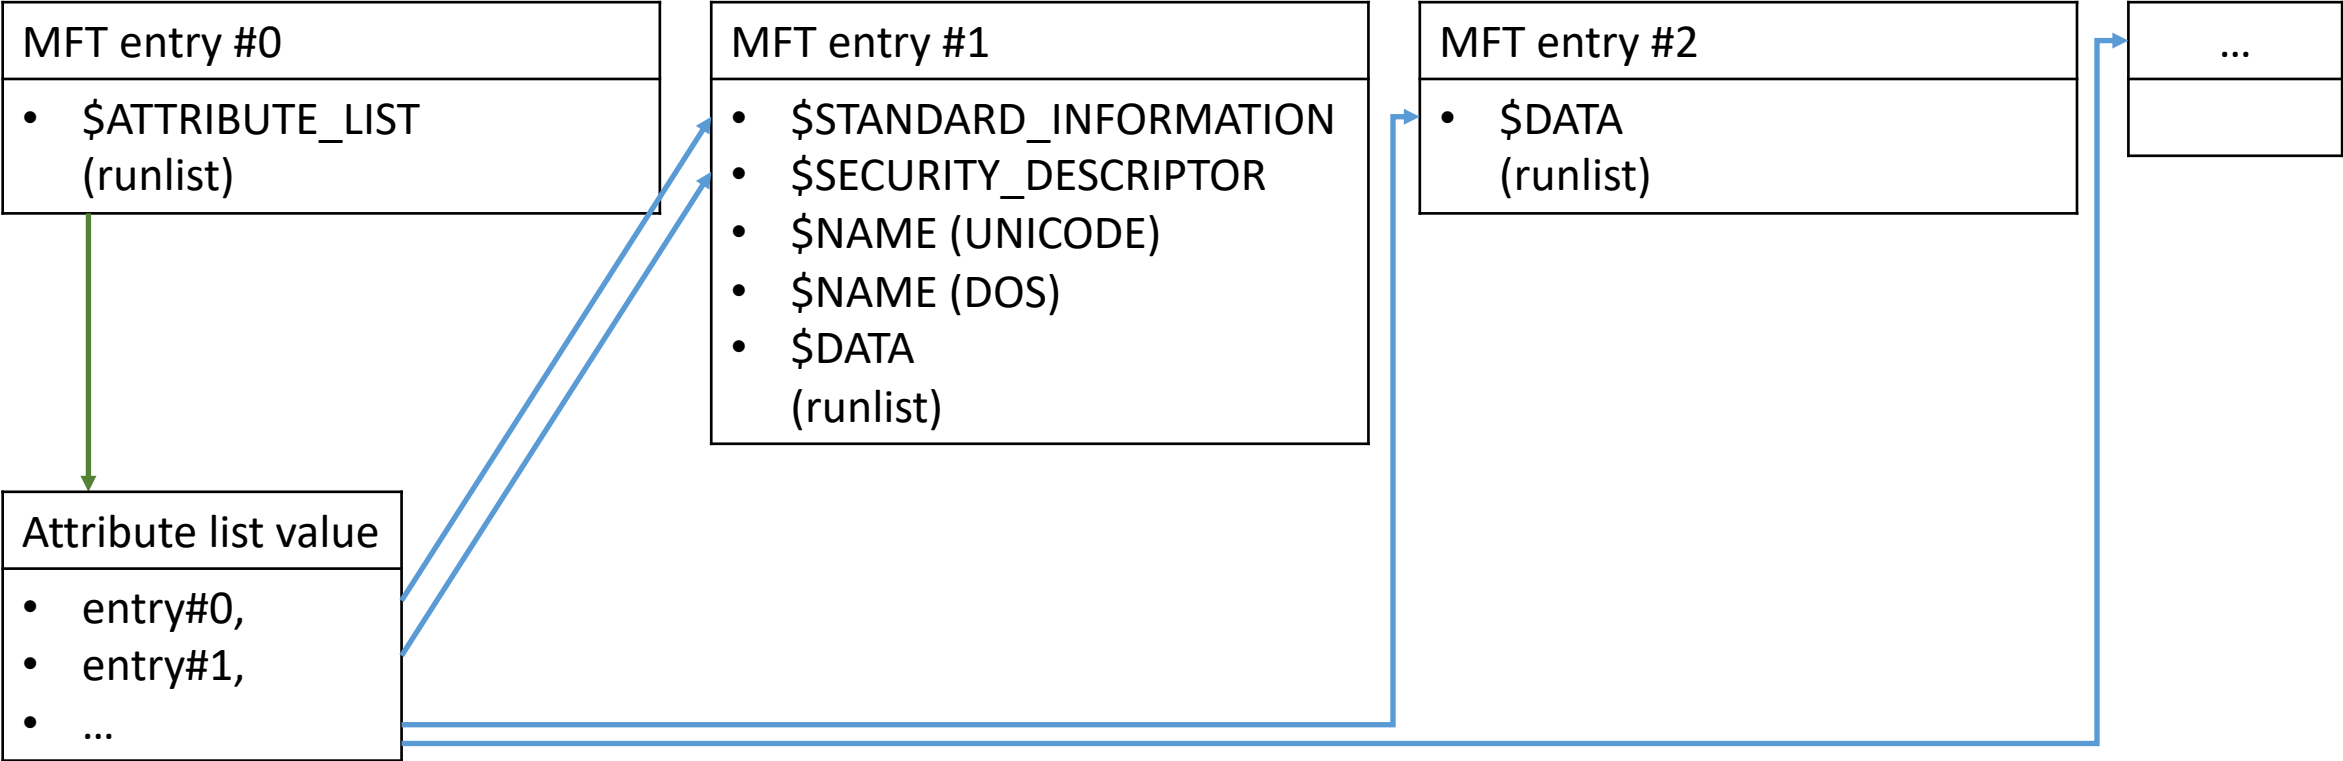 MFT entry #0
• $ATTRIBUTE_LIST
(runlist)
MFT entry #1
• $STANDARD_INFORMATION
• $SECURITY_DESCRIPTOR
• $NAME (UNICODE)
• $NAME (DOS)
• $DATA
(runlist)
MFT entry #2
• $DATA
(runlist)
...
Attribute list value
• entry#0,
• entry#1,
• ...